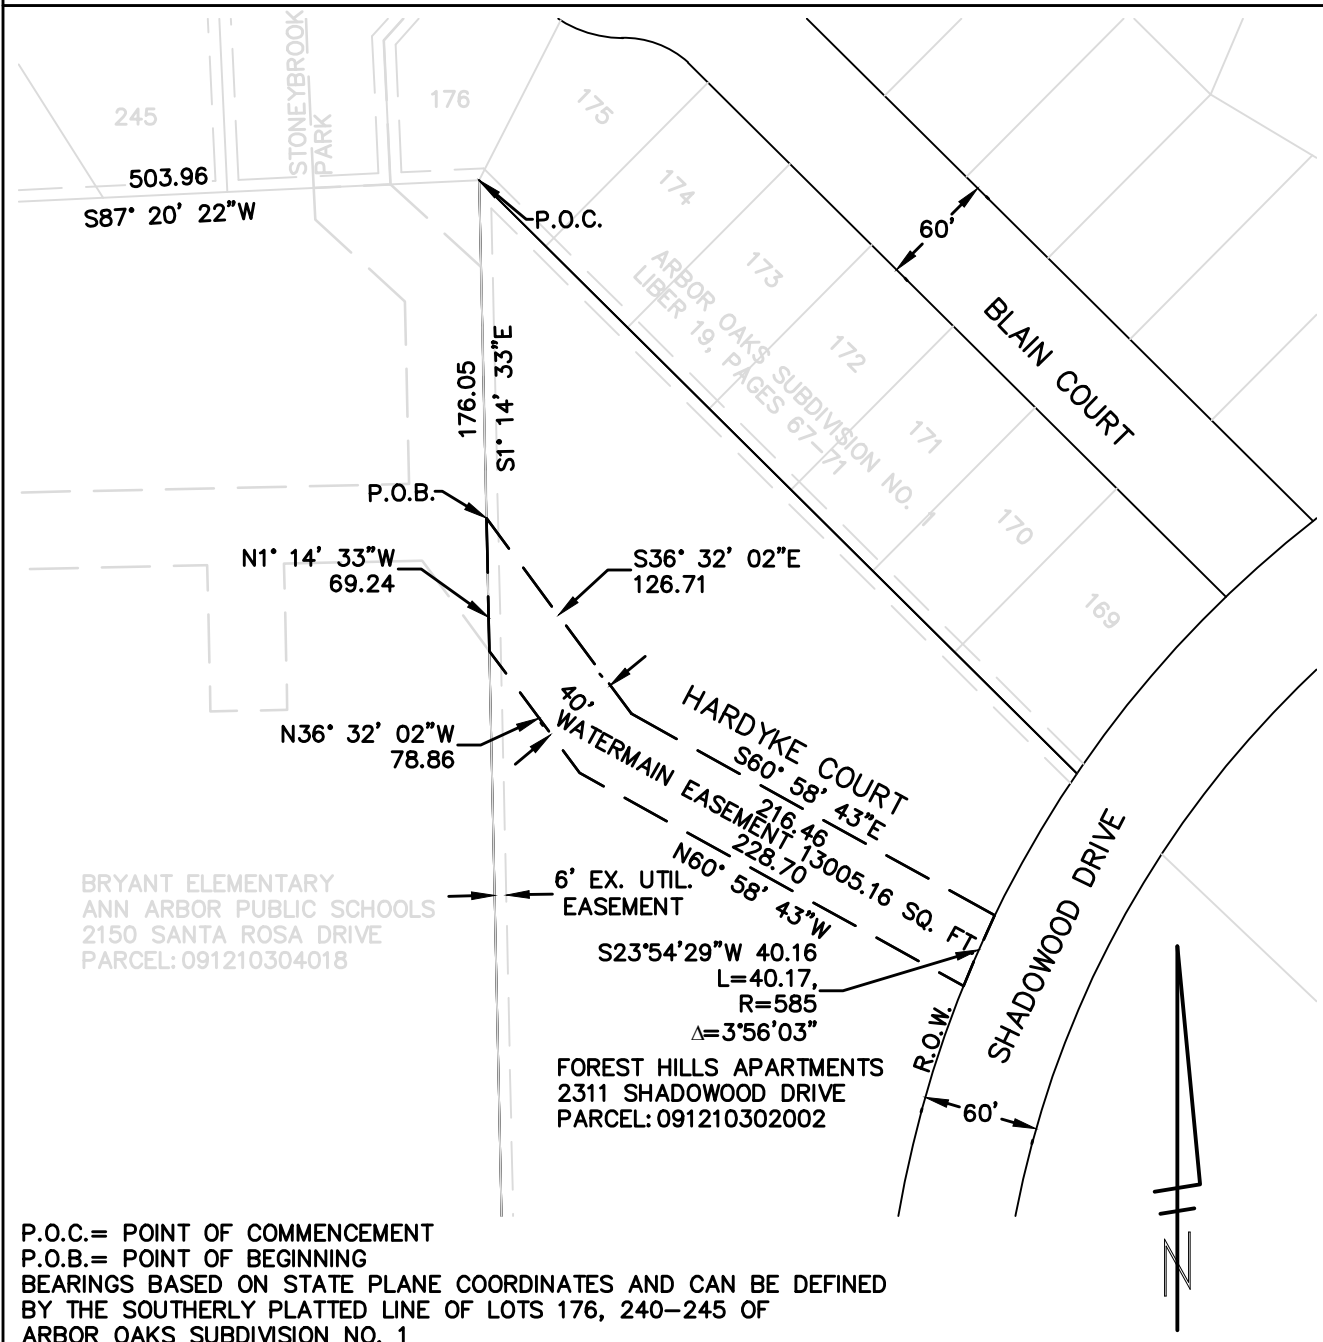 245
STONEYBROOK
PARK
176
175
174
173
172
171
170
169
503.96
S87° 20' 22"W
P.O.C.
60'
BLAIN COURT
ARBOR OAKS SUBDIVISION NO. 1
LIBER 19, PAGES 67-71
176.05
S1° 14' 33"E
P.O.B.
N1° 14' 33"W
69.24
S36° 32' 02"E
126.71
N36° 32' 02"W
78.86
40'
WATERMAIN EASEMENT 13005.16 SQ. FT
HARDYKE COURT
S60° 58' 43"E
216.46
228.70
N60° 58' 43"W
6' EX. UTIL.
EASEMENT
BRYANT ELEMENTARY
ANN ARBOR PUBLIC SCHOOLS
2150 SANTA ROSA DRIVE
PARCEL: 091210304018
S23°54'29"W 40.16
L=40.17,
R=585
Δ=3°56'03"
SHADOWOOD DRIVE
R.O.W.
FOREST HILLS APARTMENTS
2311 SHADOWOOD DRIVE
PARCEL: 091210302002
60'
N
P.O.C.= POINT OF COMMENCEMENT
P.O.B.= POINT OF BEGINNING
BEARINGS BASED ON STATE PLANE COORDINATES AND CAN BE DEFINED
BY THE SOUTHERLY PLATTED LINE OF LOTS 176, 240-245 OF
ARBOR OAKS SUBDIVISION NO. 1